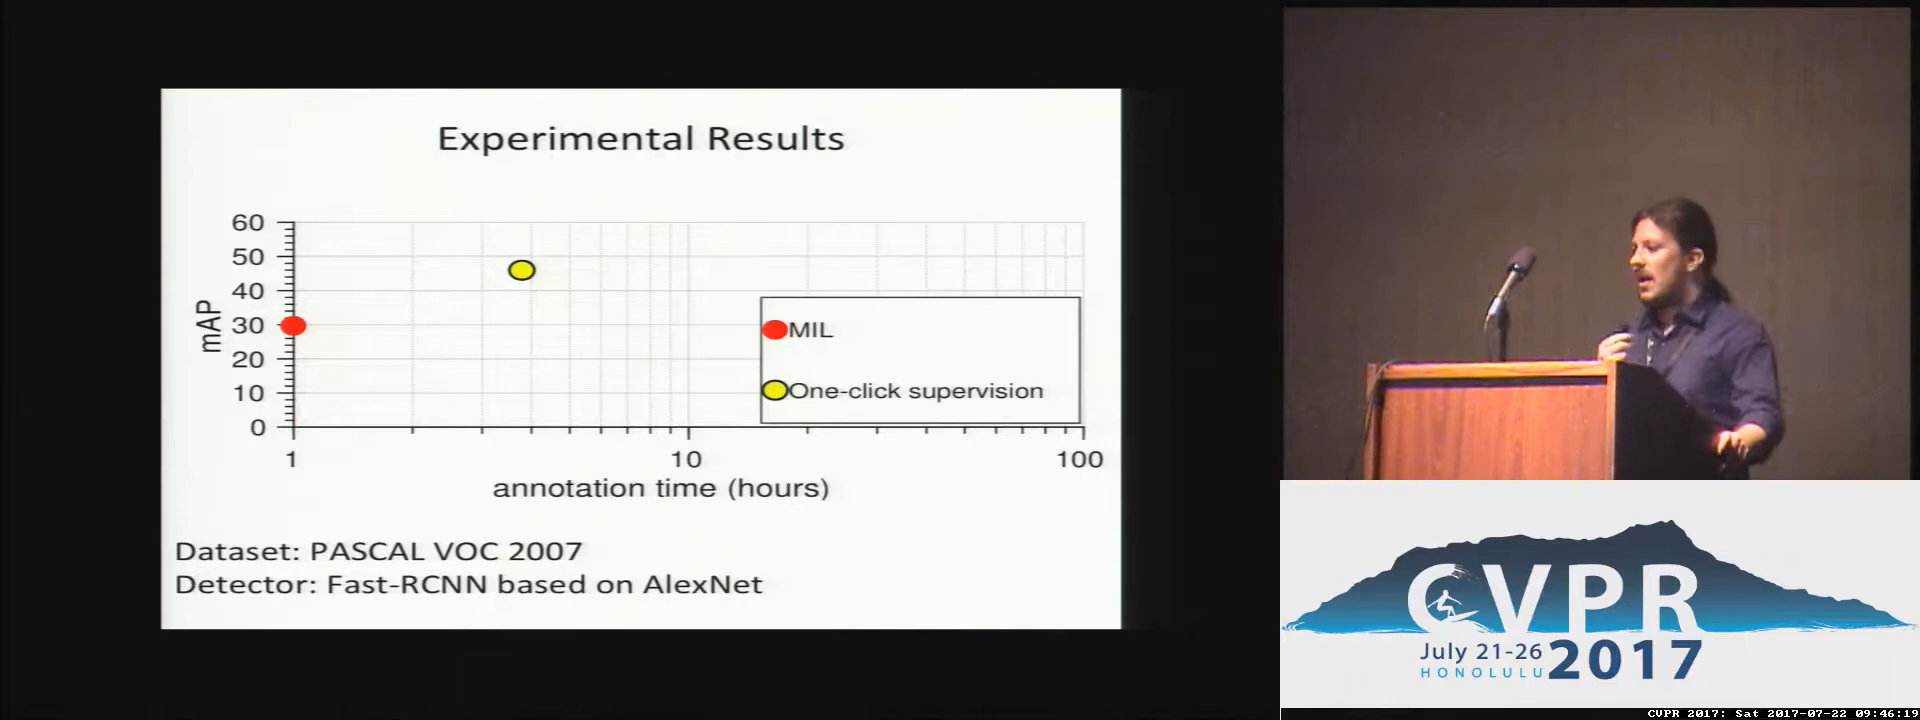 Experimental Results
60
50
40
30
20
10
0
mAP
MIL
One-click supervision
1
10
100
annotation time (hours)
Dataset: PASCAL VOC 2007
Detector: Fast-RCNN based on AlexNet
CVPR
July 21-26
HONOLULU
2017
CVPR 2017: Sat 2017-07-22 09:46:19